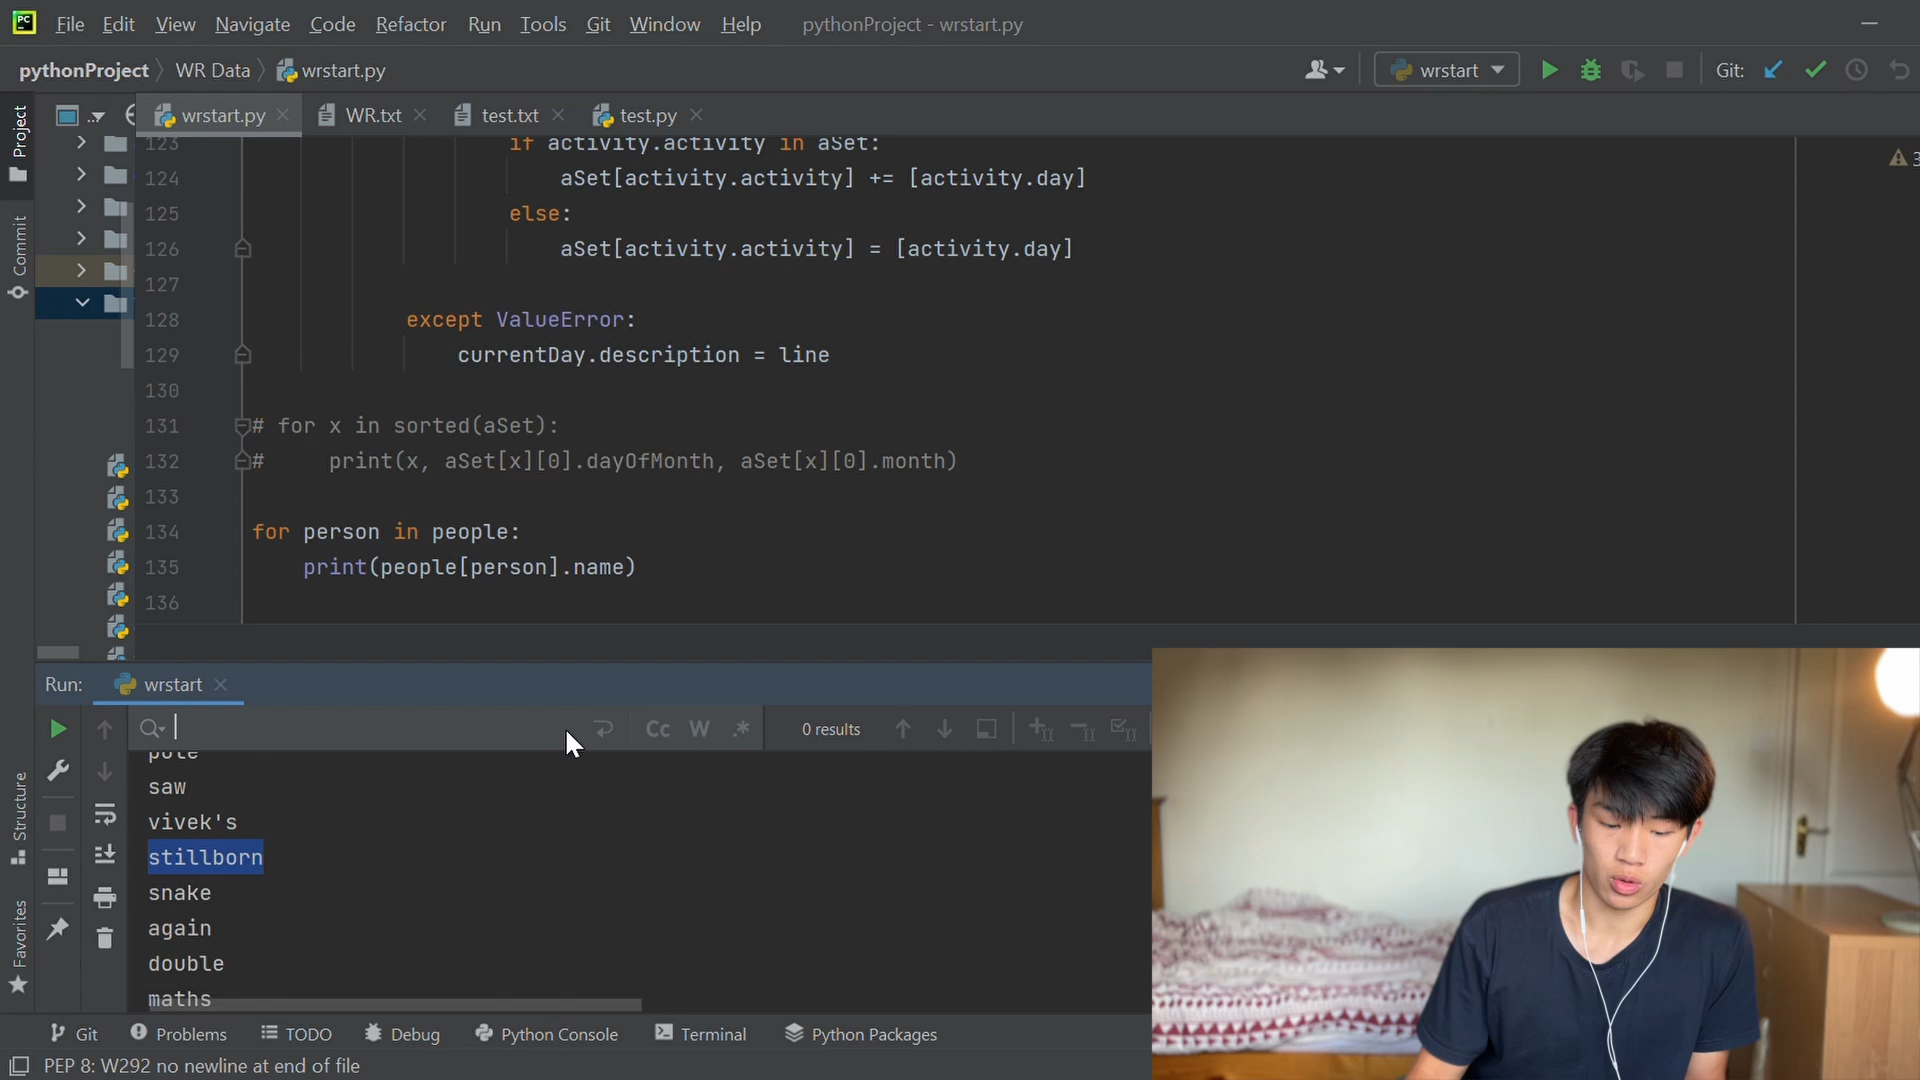 PC File Edit View Navigate Code Refactor Run Tools Git Window Help pythonProject - wrstart.py
pythonProject WR Data wrstart.py wrstart Git:
wrstart.py WR.txt test.txt test.py
Project
Commit
Structure
Favorites
123 if activity.activity in aSet:
124 aSet[activity.activity] += [activity.day]
125 else:
126 aSet[activity.activity] = [activity.day]
127
128 except ValueError:
129 currentDay.description = line
130
131 # for x in sorted(aSet):
132 # print(x, aSet[x][0].dayOfMonth, aSet[x][0].month)
133
134 for person in people:
135 print(people[person].name)
136
3
Run: wrstart
Cc W .* 0 results
pole
saw
vivek's
stillborn
snake
again
double
maths
Git Problems TODO Debug Python Console Terminal Python Packages
PEP 8: W292 no newline at end of file